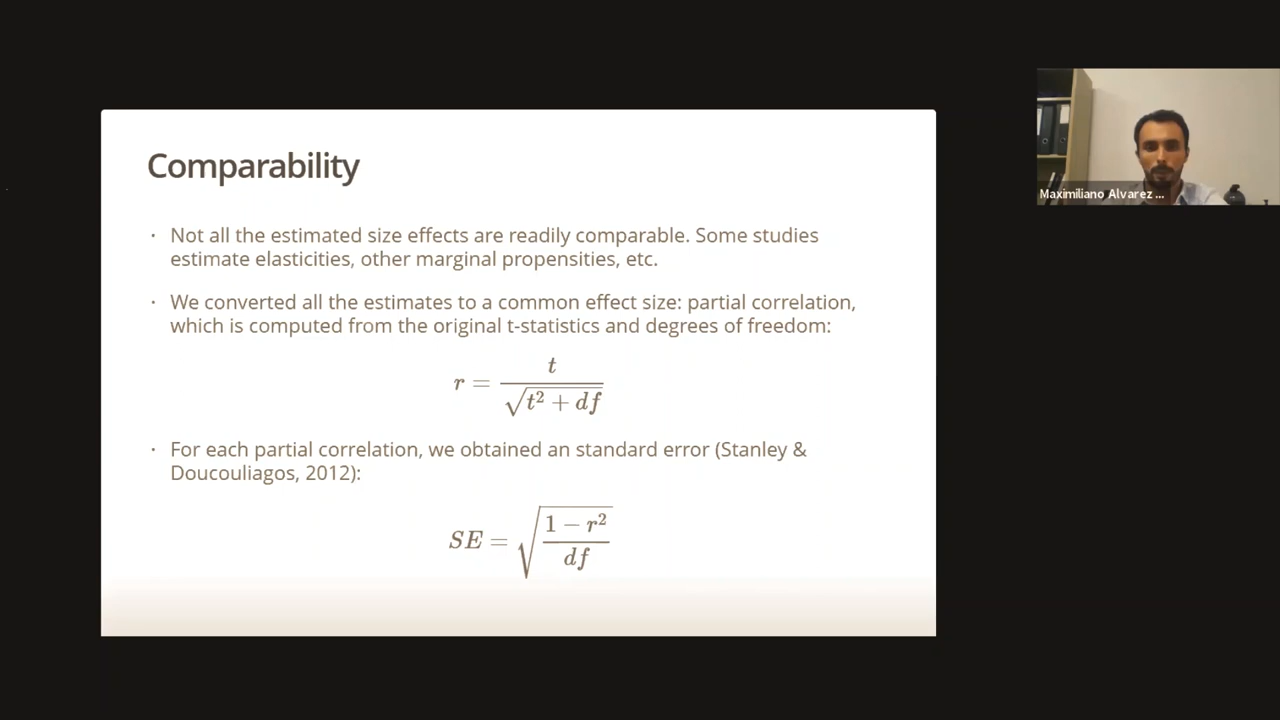 Comparability
· Not all the estimated size effects are readily comparable. Some studies
estimate elasticities, other marginal propensities, etc.
· We converted all the estimates to a common effect size: partial correlation,
which is computed from the original t-statistics and degrees of freedom:
r = t / √(t² + df)
· For each partial correlation, we obtained an standard error (Stanley &
Doucouliagos, 2012):
SE = √((1 − r²) / df)
Maximiliano Alvarez ...